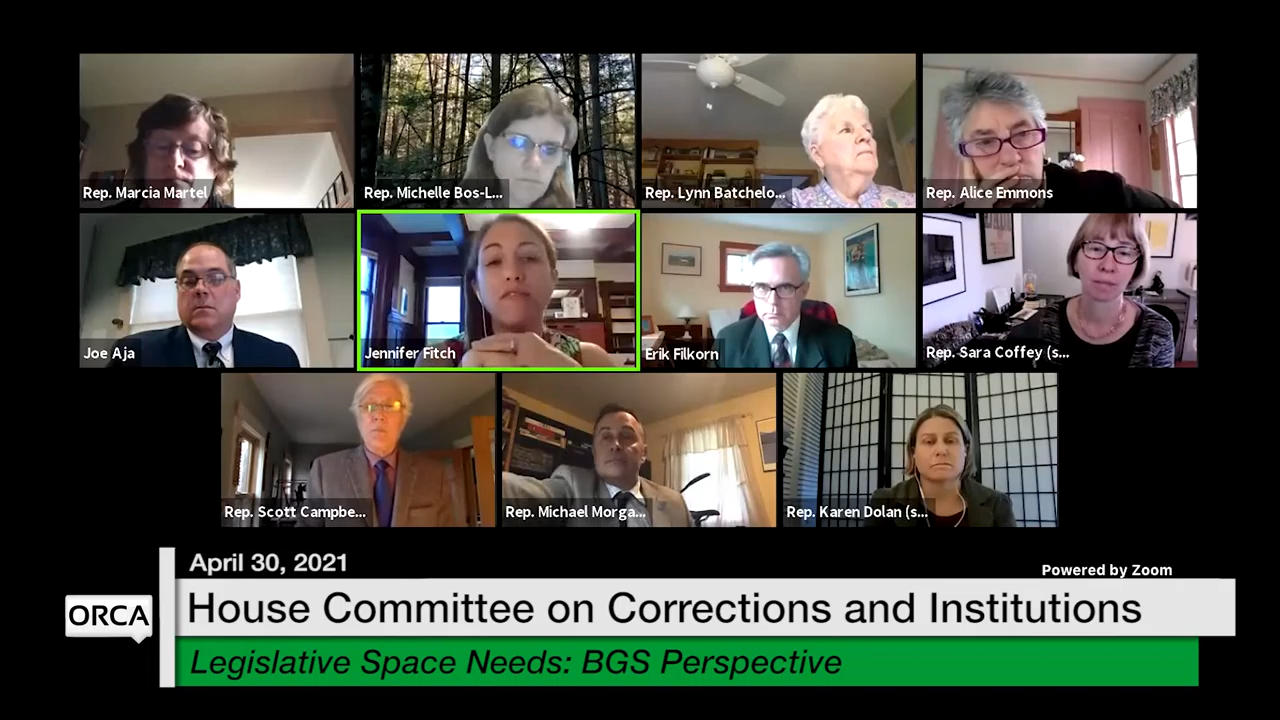 Rep. Marcia Martel
Rep. Michelle Bos-L...
Rep. Lynn Batchelo...
Rep. Alice Emmons
Joe Aja
Jennifer Fitch
Erik Filkorn
Rep. Sara Coffey (s...
Rep. Scott Campbe...
Rep. Michael Morga...
Rep. Karen Dolan (s...
April 30, 2021
Powered by Zoom
ORCA
House Committee on Corrections and Institutions
Legislative Space Needs: BGS Perspective